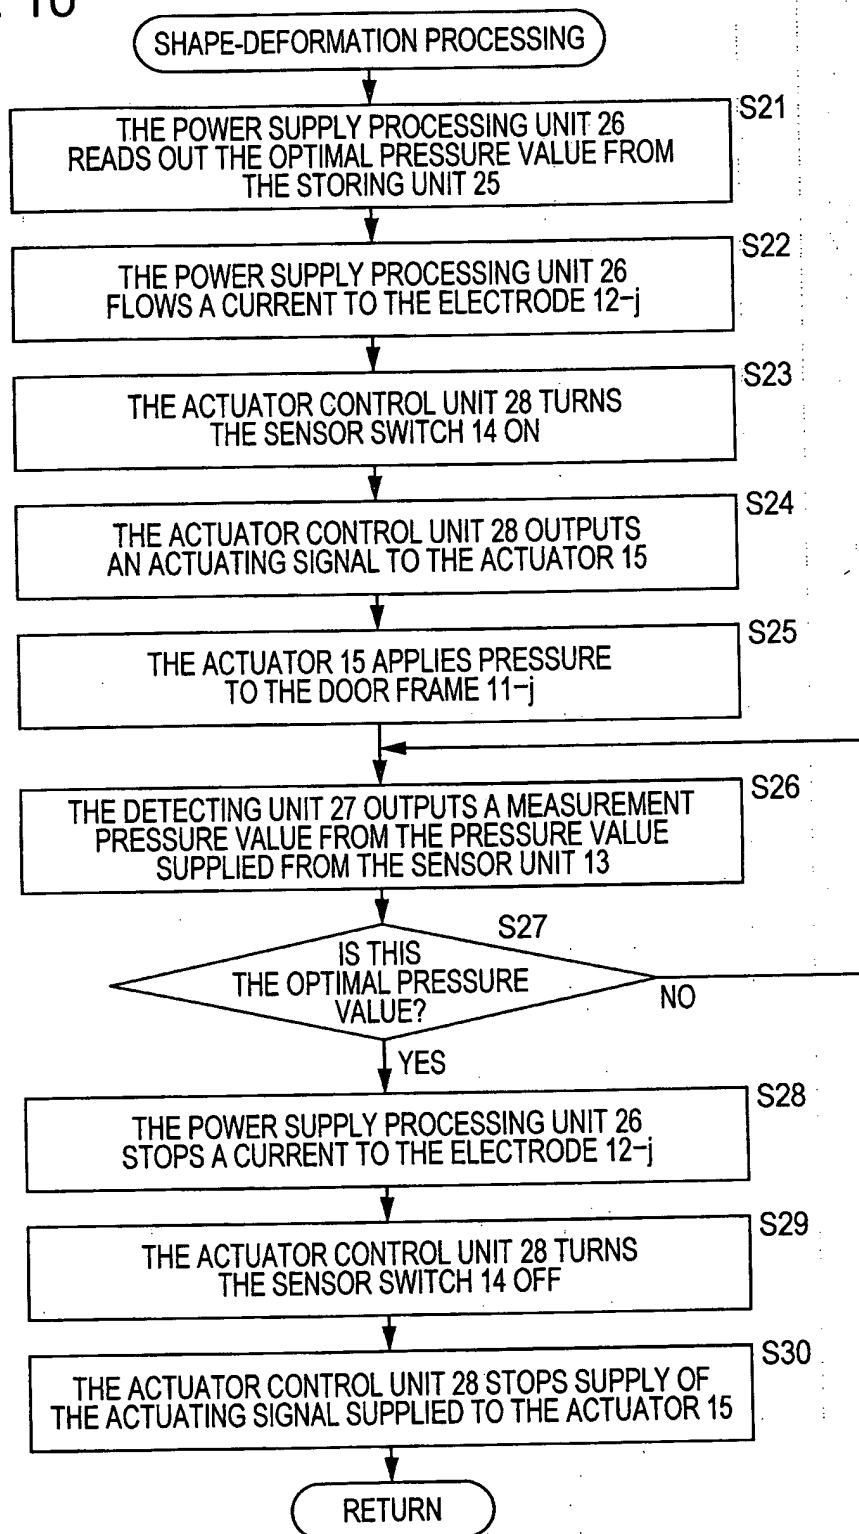 10
SHAPE-DEFORMATION PROCESSING
S21
THE POWER SUPPLY PROCESSING UNIT 26
READS OUT THE OPTIMAL PRESSURE VALUE FROM
THE STORING UNIT 25
S22
THE POWER SUPPLY PROCESSING UNIT 26
FLOWS A CURRENT TO THE ELECTRODE 12-j
S23
THE ACTUATOR CONTROL UNIT 28 TURNS
THE SENSOR SWITCH 14 ON
S24
THE ACTUATOR CONTROL UNIT 28 OUTPUTS
AN ACTUATING SIGNAL TO THE ACTUATOR 15
S25
THE ACTUATOR 15 APPLIES PRESSURE
TO THE DOOR FRAME 11-j
S26
THE DETECTING UNIT 27 OUTPUTS A MEASUREMENT
PRESSURE VALUE FROM THE PRESSURE VALUE
SUPPLIED FROM THE SENSOR UNIT 13
S27
IS THIS
THE OPTIMAL PRESSURE
VALUE?
NO
YES
S28
THE POWER SUPPLY PROCESSING UNIT 26
STOPS A CURRENT TO THE ELECTRODE 12-j
S29
THE ACTUATOR CONTROL UNIT 28 TURNS
THE SENSOR SWITCH 14 OFF
S30
THE ACTUATOR CONTROL UNIT 28 STOPS SUPPLY OF
THE ACTUATING SIGNAL SUPPLIED TO THE ACTUATOR 15
RETURN